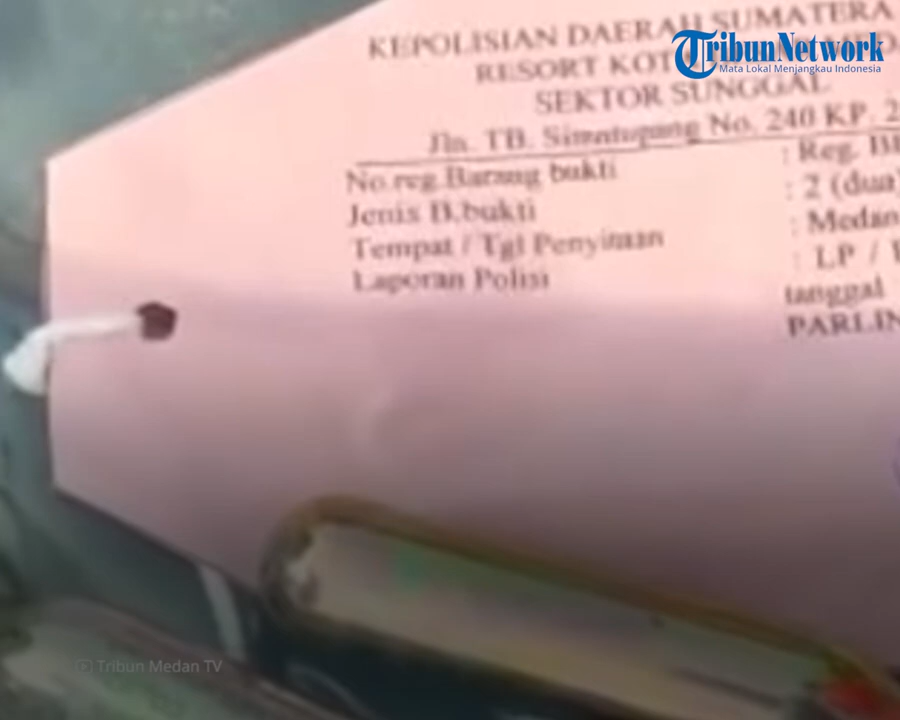 KEPOLISIAN DAERAH SUMATERA
RESORT KOT
SEKTOR SUNGGAL
Jln. TB. Simatupang No. 240 KP. 2
No.reg.Barang bukti : Reg. B
Jenis B.bukti : 2 (dua)
Tempat / Tgl Penyitaan : Medan
Laporan Polisi : LP /
tanggal
PARLIN
TribunNetwork
Mata Lokal Menjangkau Indonesia
Tribun Medan TV